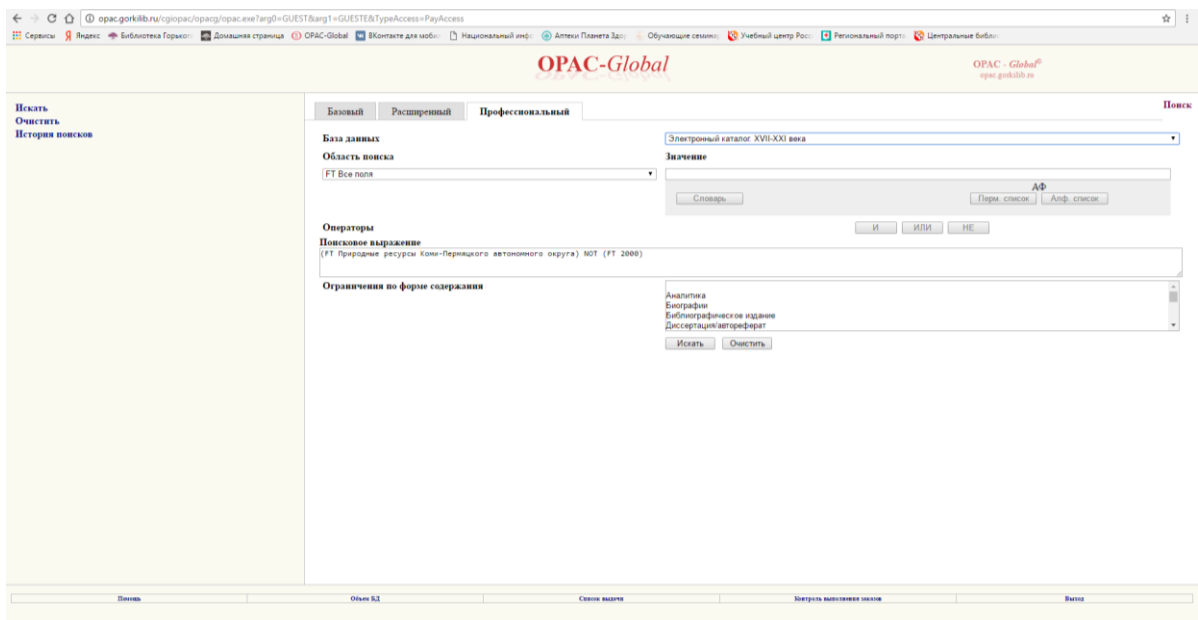 opac.gorkilib.ru/cgiopac/opacg/opac.exe?arg0=GUEST&arg1=GUESTE&TypeAccess=PayAccess
Сервисы Яндекс Библиотека Горьког Домашняя страница OPAC-Global ВКонтакте для моби Национальный инфо Аптеки Планета Здо Обучающие семина Учебный центр Росс Региональный порта Центральные библи
OPAC-Global
OPAC - Global®
opac.gorkilib.ru
Искать
Очистить
История поисков
Базовый Расширенный Профессиональный
Поиск
База данных Электронный каталог. XVII-XXI века
Область поиска Значение
FT Все поля
АФ
Словарь Перм. список Алф. список
Операторы И ИЛИ НЕ
Поисковое выражение
(FT Природные ресурсы Коми-Пермяцкого автономного округа) NOT (FT 2000)
Ограничения по форме содержания
Аналитика
Биографии
Библиографическое издание
Диссертация/автореферат
Искать Очистить
Помощь Объем БД Список выдачи Контроль выполнения заказов Выход